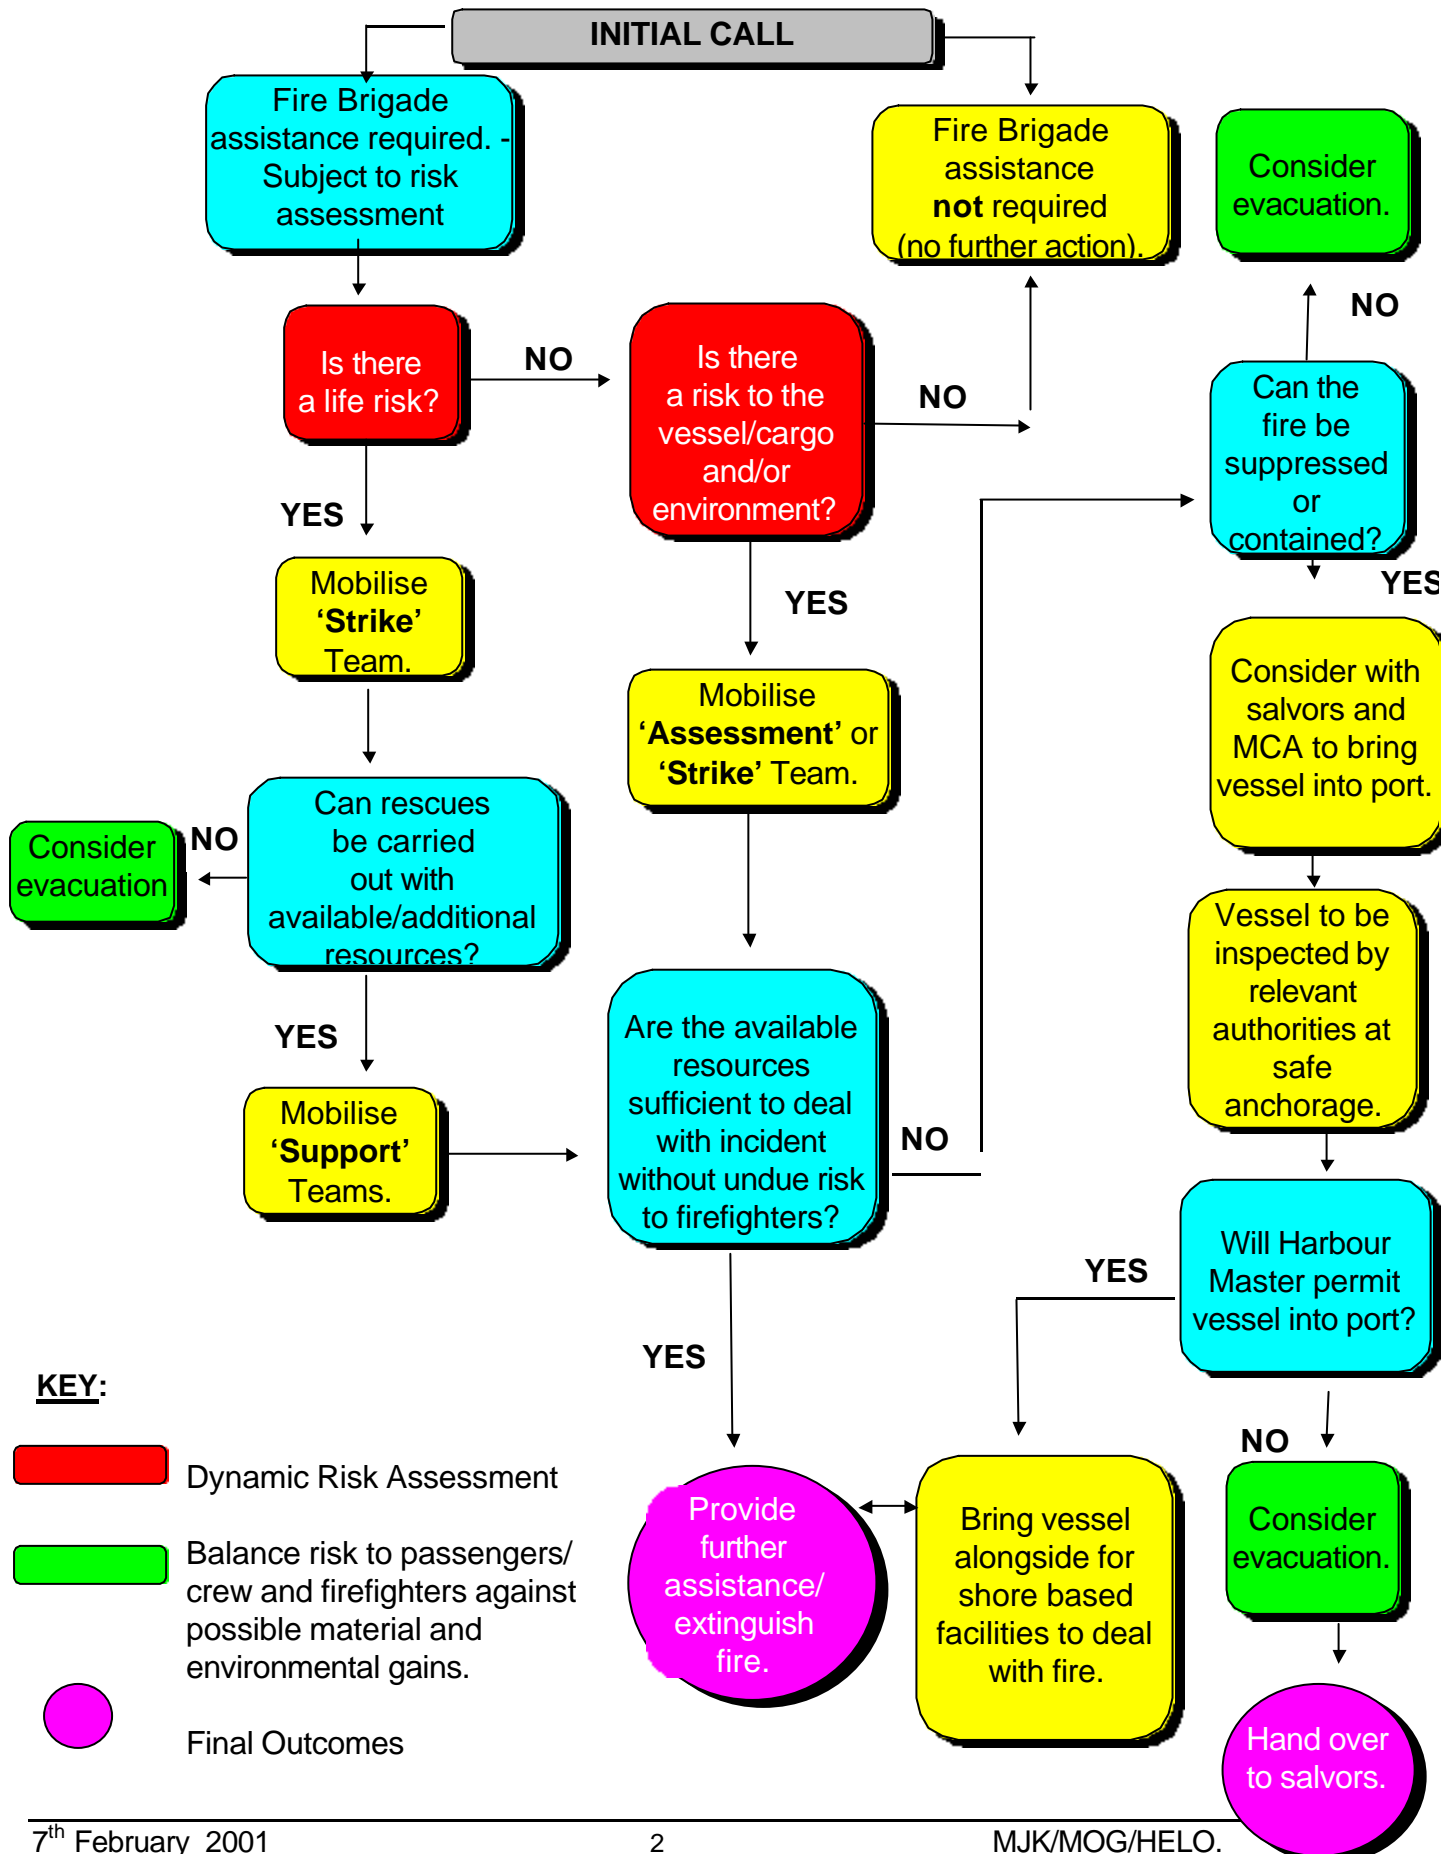 INITIAL CALL
Fire Brigade
assistance required. -
Subject to risk
assessment
Fire Brigade
assistance
not required
(no further action).
Consider
evacuation.
NO
Is there
a life risk?
NO
Is there
a risk to the
vessel/cargo
and/or
environment?
NO
Can the
fire be
suppressed
or
contained?
YES
YES
YES
Mobilise
‘Strike’
Team.
Mobilise
‘Assessment’ or
‘Strike’ Team.
Consider with
salvors and
MCA to bring
vessel into port.
Consider
evacuation
NO
Can rescues
be carried
out with
available/additional
resources?
Vessel to be
inspected by
relevant
authorities at
safe
anchorage.
YES
Are the available
resources
sufficient to deal
with incident
without undue risk
to firefighters?
NO
Mobilise
‘Support’
Teams.
Will Harbour
Master permit
vessel into port?
YES
YES
NO
KEY:
Dynamic Risk Assessment
Balance risk to passengers/
crew and firefighters against
possible material and
environmental gains.
Final Outcomes
Provide
further
assistance/
extinguish
fire.
Bring vessel
alongside for
shore based
facilities to deal
with fire.
Consider
evacuation.
Hand over
to salvors.
7th February 2001
2
MJK/MOG/HELO.